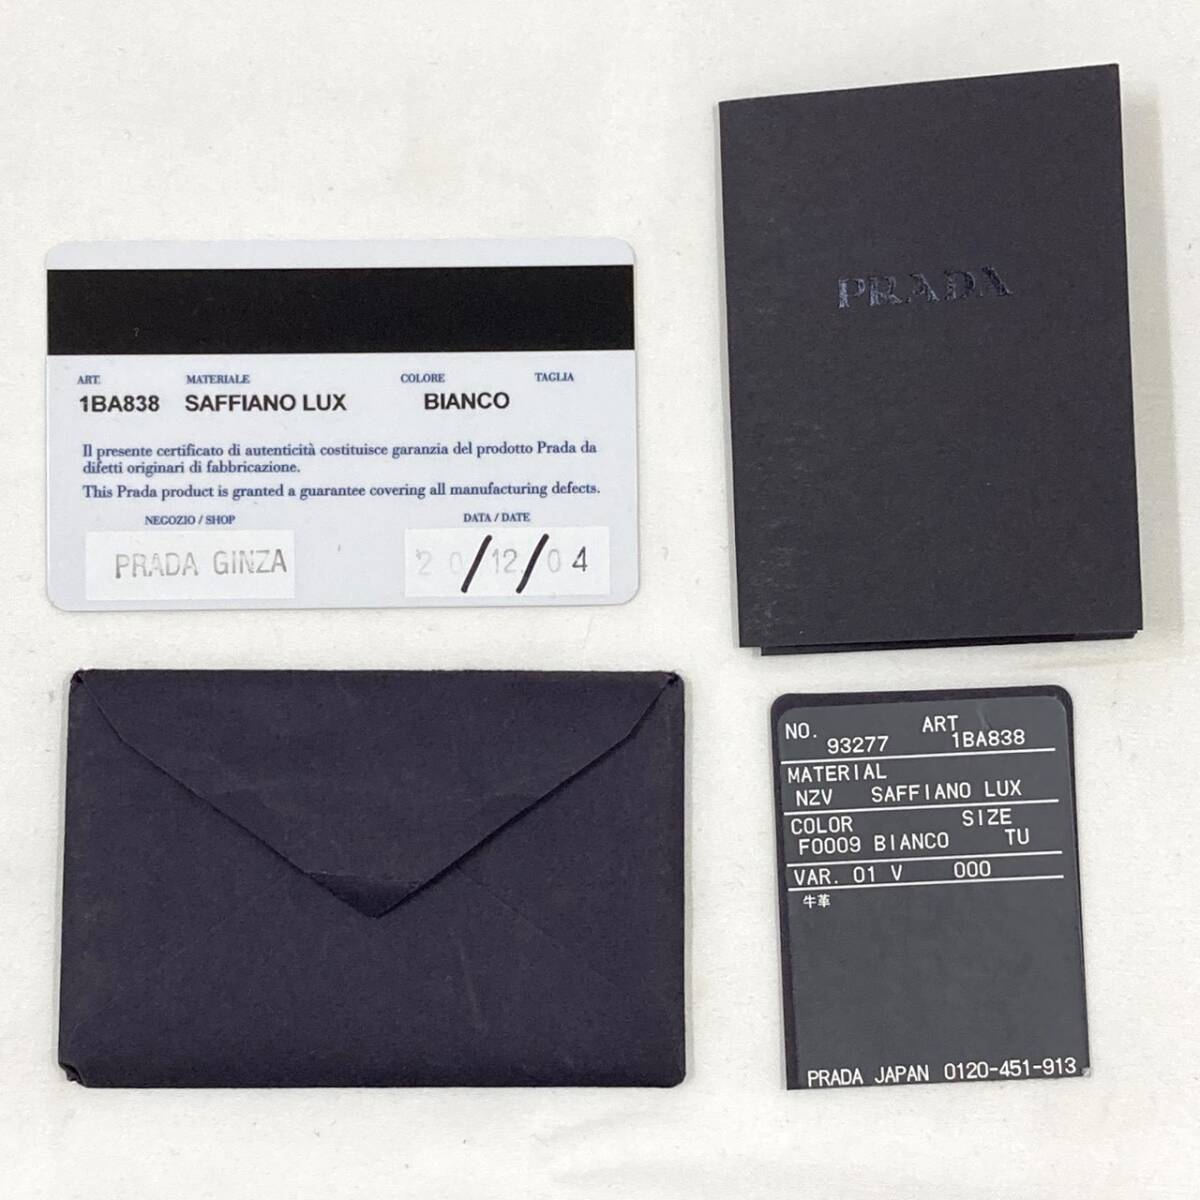 ART. MATERIALE COLORE TAGLIA
1BA838 SAFFIANO LUX BIANCO
Il presente certificato di autenticità costituisce garanzia del prodotto Prada da
difetti originari di fabbricazione.
This Prada product is granted a guarantee covering all manufacturing defects.
NEGOZIO / SHOP DATA / DATE
PRADA GINZA 20/12/04
PRADA
NO. ART
93277 1BA838
MATERIAL
NZV SAFFIANO LUX
COLOR SIZE
F0009 BIANCO TU
VAR. 01 V 000
牛革
PRADA JAPAN 0120-451-913